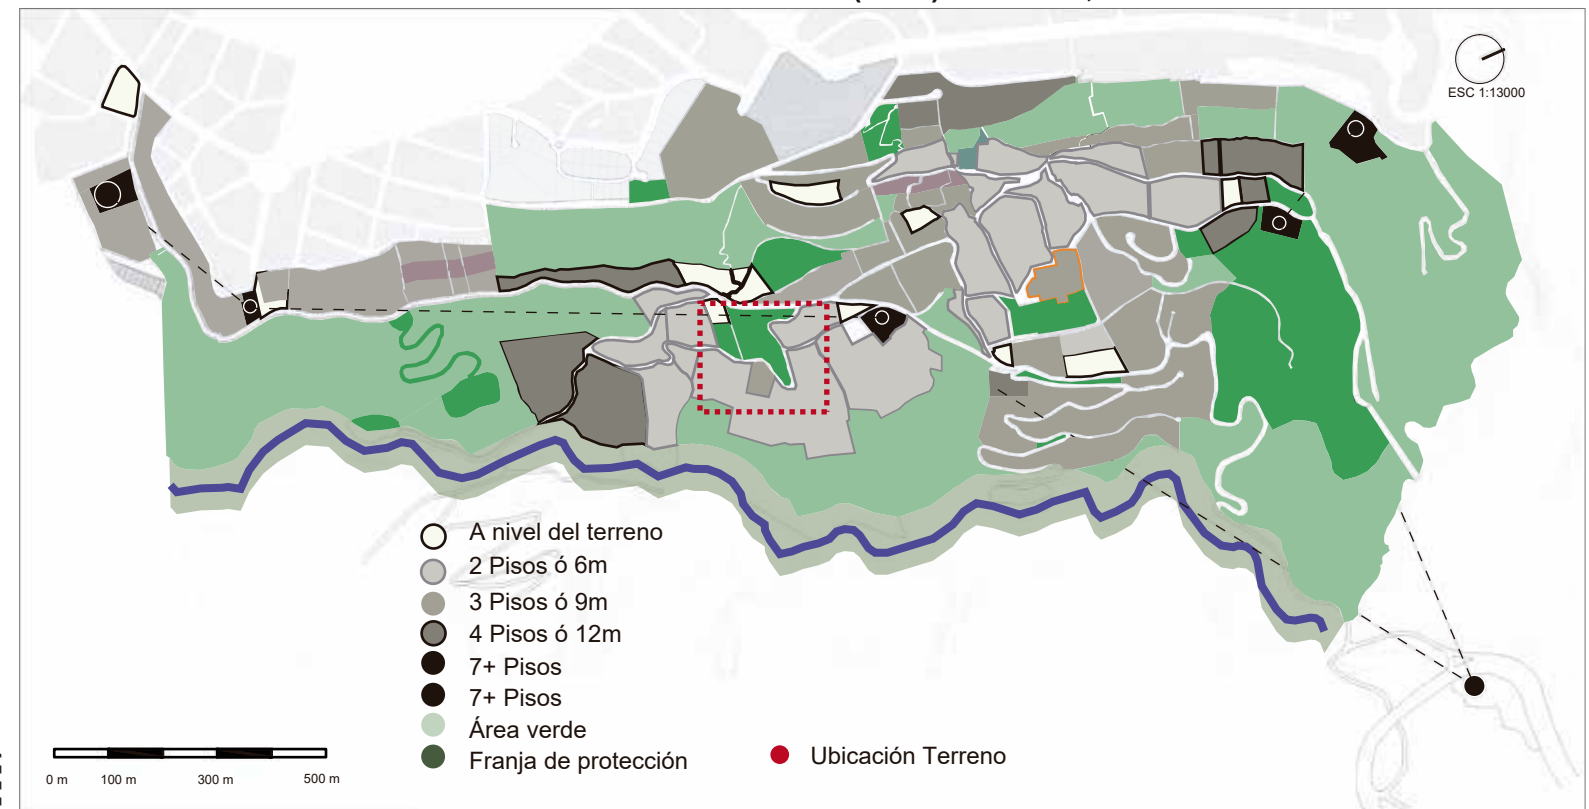 ESC 1:13000
A nivel del terreno
2 Pisos ó 6m
3 Pisos ó 9m
4 Pisos ó 12m
7+ Pisos
7+ Pisos
Área verde
Franja de protección
Ubicación Terreno
0 m 100 m 300 m 500 m